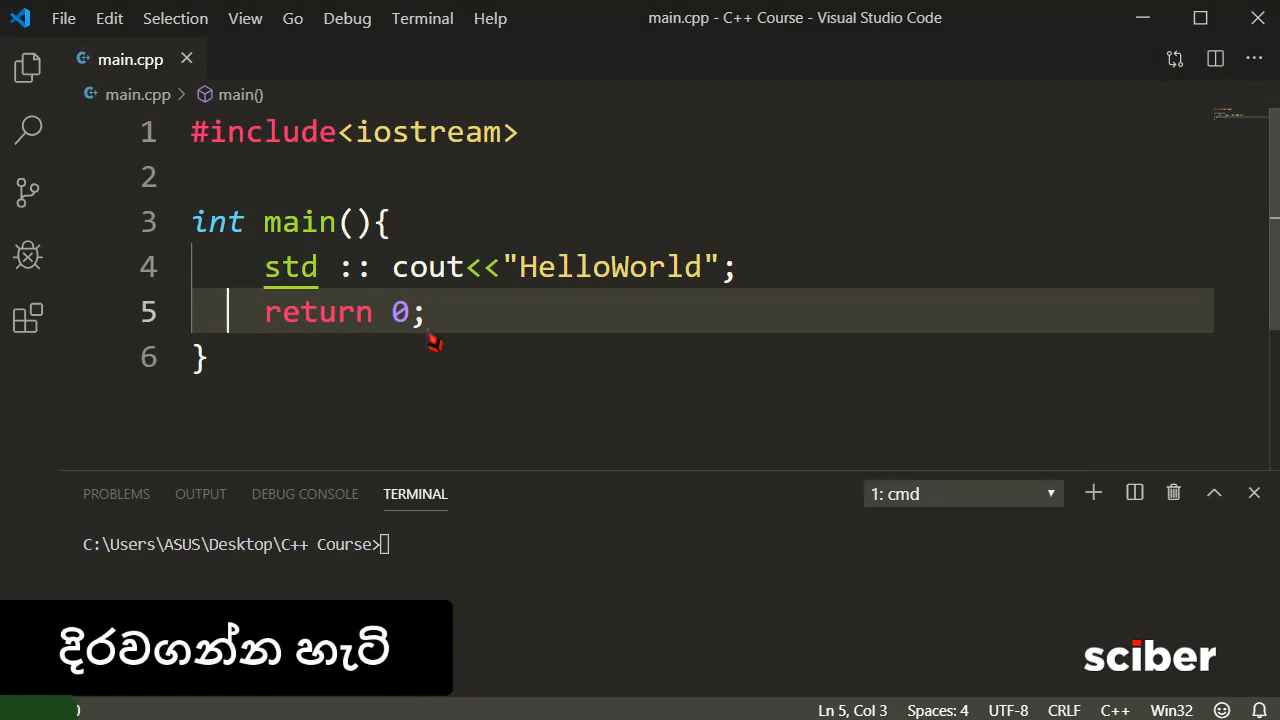 File Edit Selection View Go Debug Terminal Help main.cpp - C++ Course - Visual Studio Code
main.cpp
main.cpp > main()
1 #include<iostream>
2
3 int main(){
4 std :: cout<<"HelloWorld";
5 return 0;
6 }
PROBLEMS OUTPUT DEBUG CONSOLE TERMINAL 1: cmd
C:\Users\ASUS\Desktop\C++ Course>
දිරවගන්න හැටි
sciber
Ln 5, Col 3 Spaces: 4 UTF-8 CRLF C++ Win32